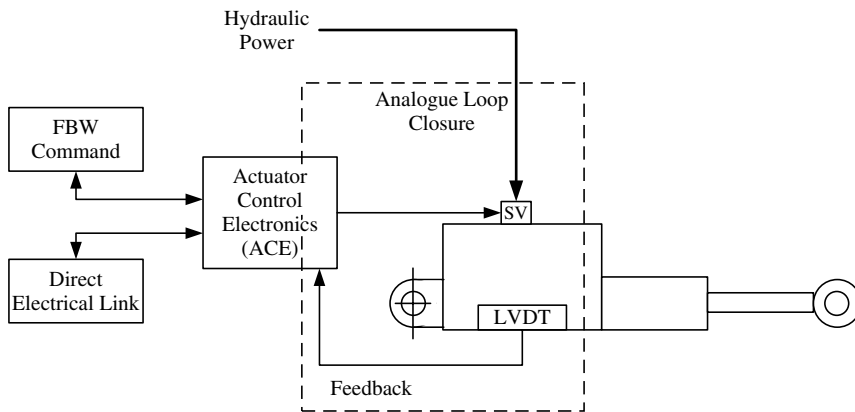 Hydraulic
Power
Analogue Loop
Closure
FBW
Command
Actuator
Control
Electronics
(ACE)
SV
Direct
Electrical Link
LVDT
Feedback